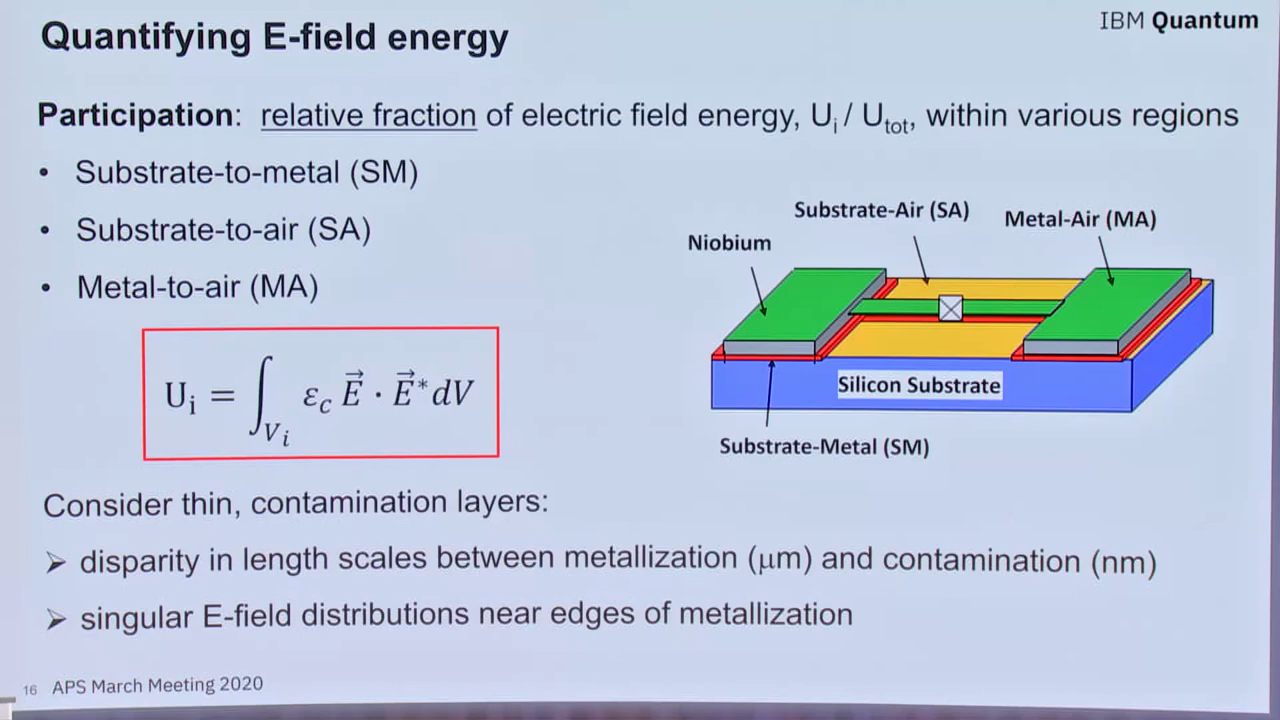 Quantifying E-field energy
IBM Quantum
Participation: relative fraction of electric field energy, Uᵢ / Uₜₒₜ, within various regions
• Substrate-to-metal (SM)
• Substrate-to-air (SA)
• Metal-to-air (MA)
Substrate-Air (SA)
Metal-Air (MA)
Niobium
Silicon Substrate
Substrate-Metal (SM)
Uᵢ = ∫_Vᵢ ε_c E⃗ · E⃗* dV
Consider thin, contamination layers:
➢ disparity in length scales between metallization (μm) and contamination (nm)
➢ singular E-field distributions near edges of metallization
16 APS March Meeting 2020